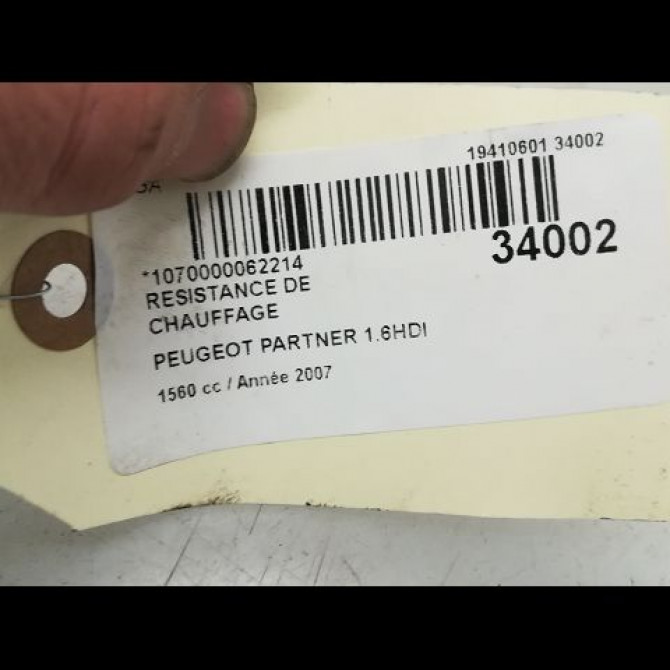 19410601 34002
34002
*1070000062214
RESISTANCE DE
CHAUFFAGE
PEUGEOT PARTNER 1.6HDI
1560 cc / Année 2007